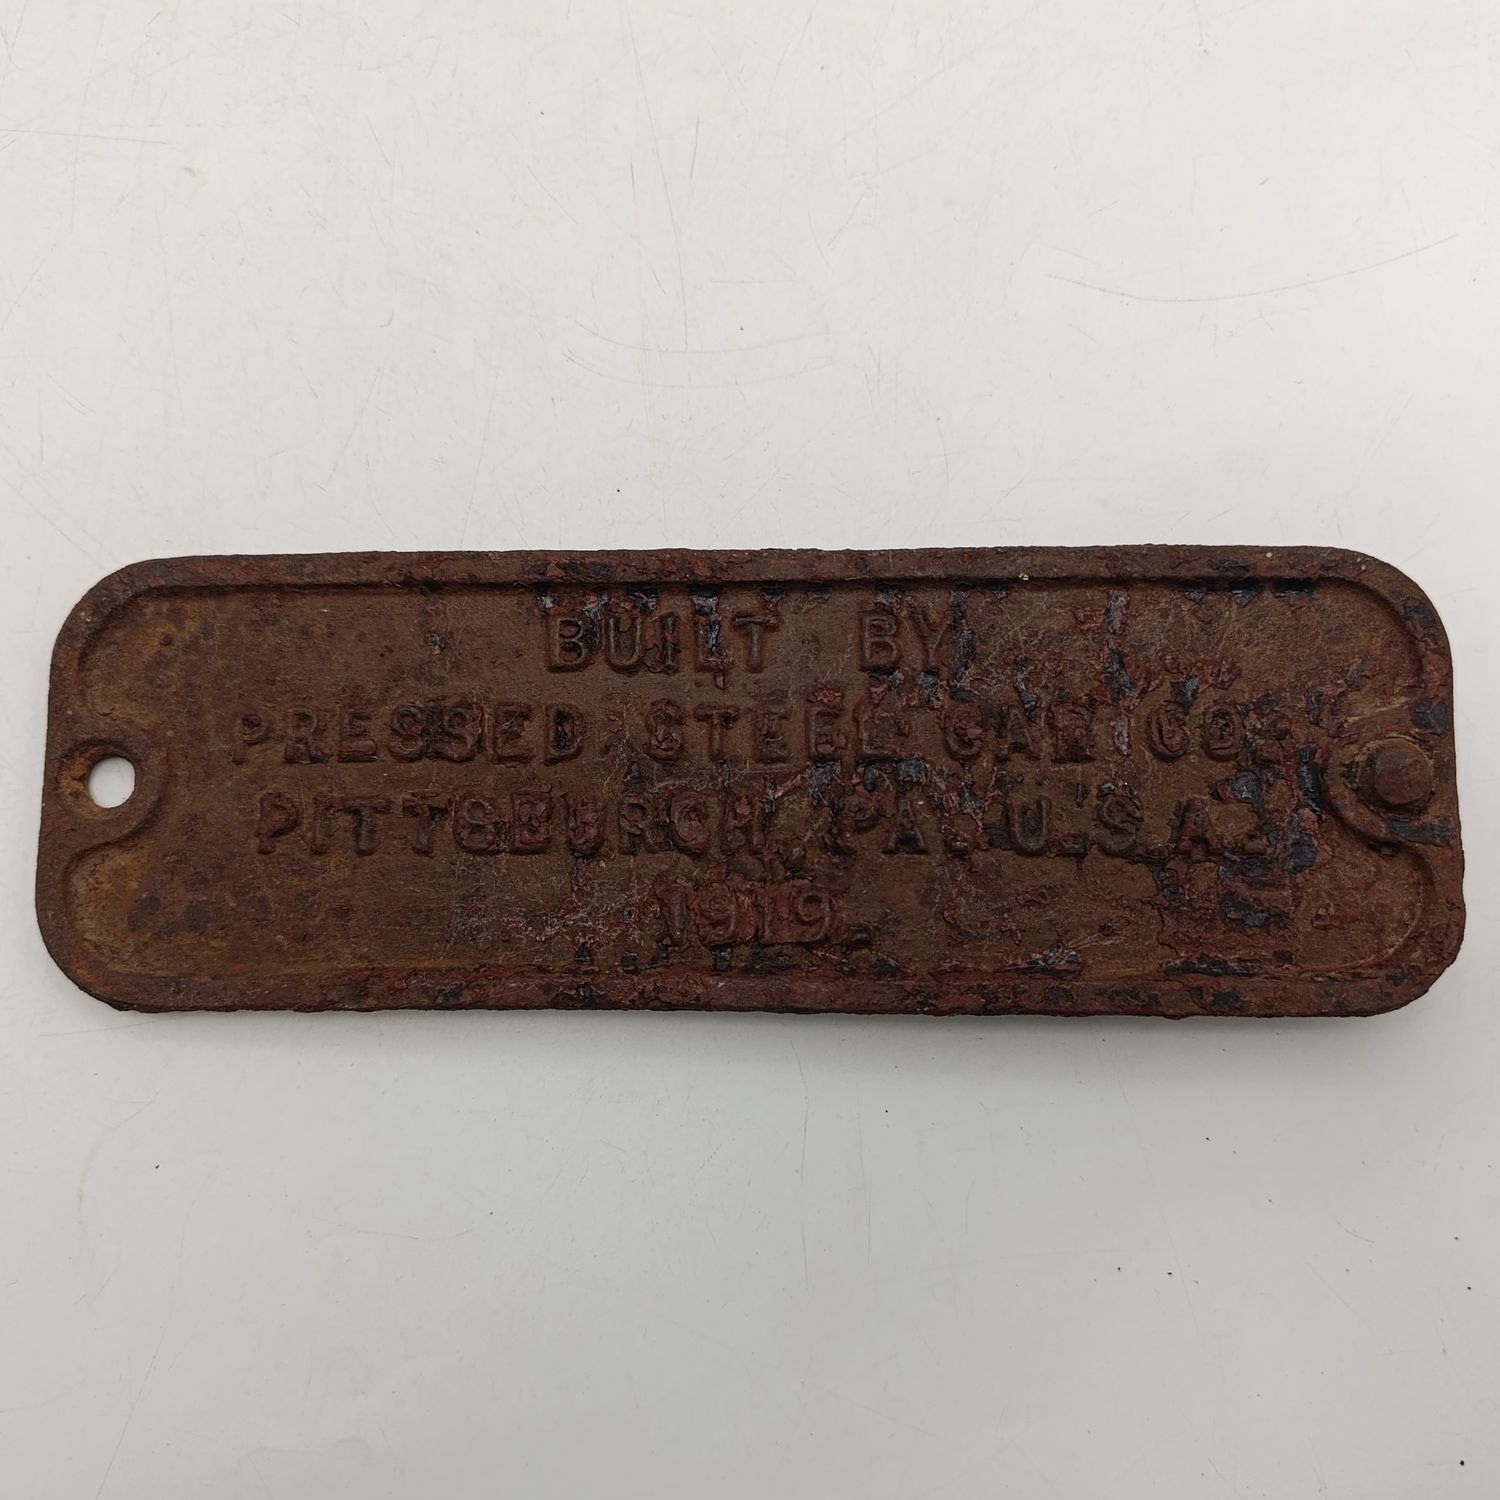 BUILT BY
PRESSED STEEL CAR CO.
PITTSBURGH, PA. U.S.A.
1919